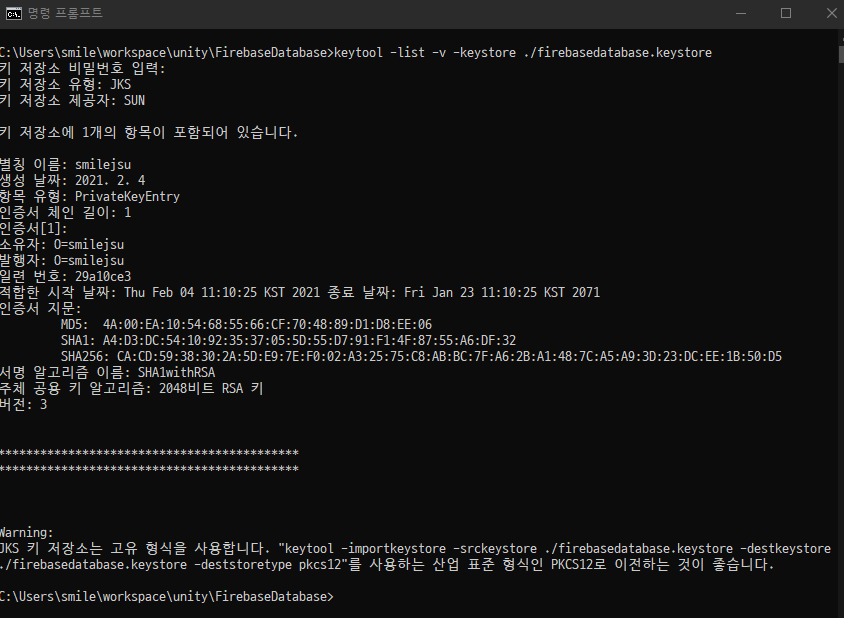 명령 프롬프트
C:\Users\smile\workspace\unity\FirebaseDatabase>keytool -list -v -keystore ./firebasedatabase.keystore
키 저장소 비밀번호 입력:
키 저장소 유형: JKS
키 저장소 제공자: SUN
키 저장소에 1개의 항목이 포함되어 있습니다.
별칭 이름: smilejsu
생성 날짜: 2021. 2. 4
항목 유형: PrivateKeyEntry
인증서 체인 길이: 1
인증서[1]:
소유자: O=smilejsu
발행자: O=smilejsu
일련 번호: 29a10ce3
적합한 시작 날짜: Thu Feb 04 11:10:25 KST 2021 종료 날짜: Fri Jan 23 11:10:25 KST 2071
인증서 지문:
MD5:  4A:00:EA:10:54:68:55:66:CF:70:48:89:D1:D8:EE:06
SHA1: A4:D3:DC:54:10:92:35:37:05:5D:55:D7:91:F1:4F:87:55:A6:DF:32
SHA256: CA:CD:59:38:30:2A:5D:E9:7E:F0:02:A3:25:75:C8:AB:BC:7F:A6:2B:A1:48:7C:A5:A9:3D:23:DC:EE:1B:50:D5
서명 알고리즘 이름: SHA1withRSA
주체 공용 키 알고리즘: 2048비트 RSA 키
버전: 3
*******************************************
*******************************************
Warning:
JKS 키 저장소는 고유 형식을 사용합니다. "keytool -importkeystore -srckeystore ./firebasedatabase.keystore -destkeystore
./firebasedatabase.keystore -deststoretype pkcs12"를 사용하는 산업 표준 형식인 PKCS12로 이전하는 것이 좋습니다.
C:\Users\smile\workspace\unity\FirebaseDatabase>